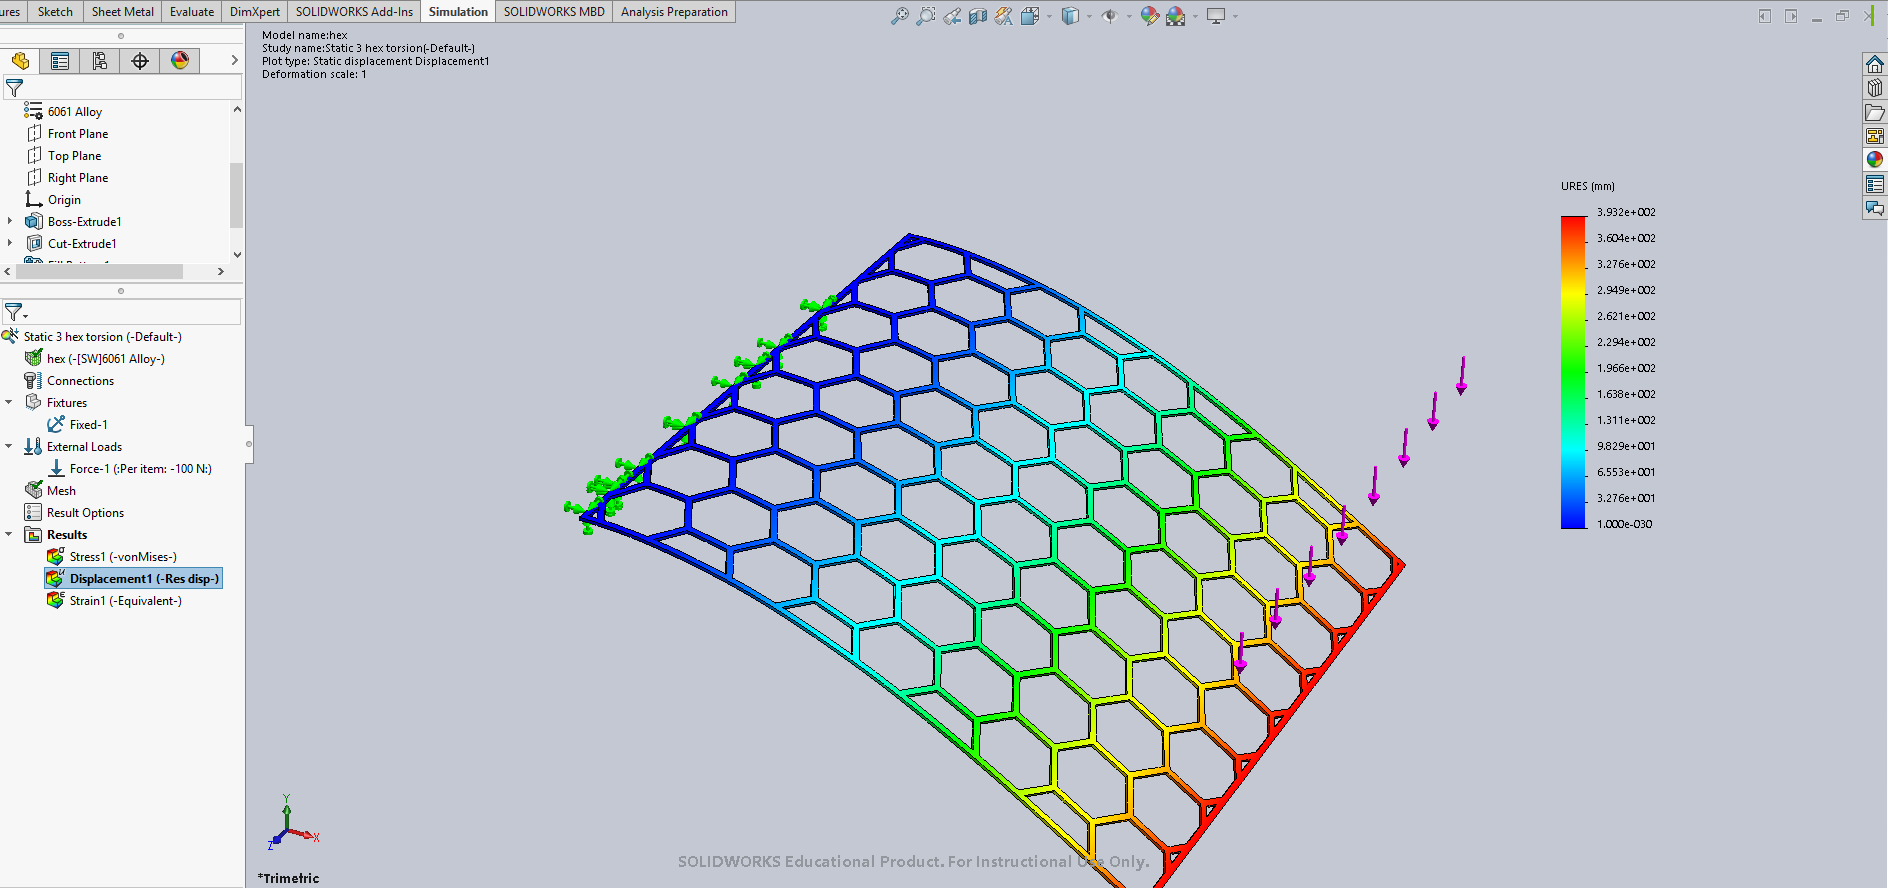 ures Sketch Sheet Metal Evaluate DimXpert SOLIDWORKS Add-Ins Simulation SOLIDWORKS MBD Analysis Preparation
Model name:hex
Study name:Static 3 hex torsion(-Default-)
Plot type: Static displacement Displacement1
Deformation scale: 1
6061 Alloy
Front Plane
Top Plane
Right Plane
Origin
Boss-Extrude1
Cut-Extrude1
Static 3 hex torsion (-Default-)
hex (-[SW]6061 Alloy-)
Connections
Fixtures
Fixed-1
External Loads
Force-1 (:Per item: -100 N:)
Mesh
Result Options
Results
Stress1 (-vonMises-)
Displacement1 (-Res disp-)
Strain1 (-Equivalent-)
URES (mm)
3.932e+002
3.604e+002
3.276e+002
2.949e+002
2.621e+002
2.294e+002
1.966e+002
1.638e+002
1.311e+002
9.829e+001
6.553e+001
3.276e+001
1.000e-030
Y
X
Z
SOLIDWORKS Educational Product. For Instructional Use Only.
*Trimetric